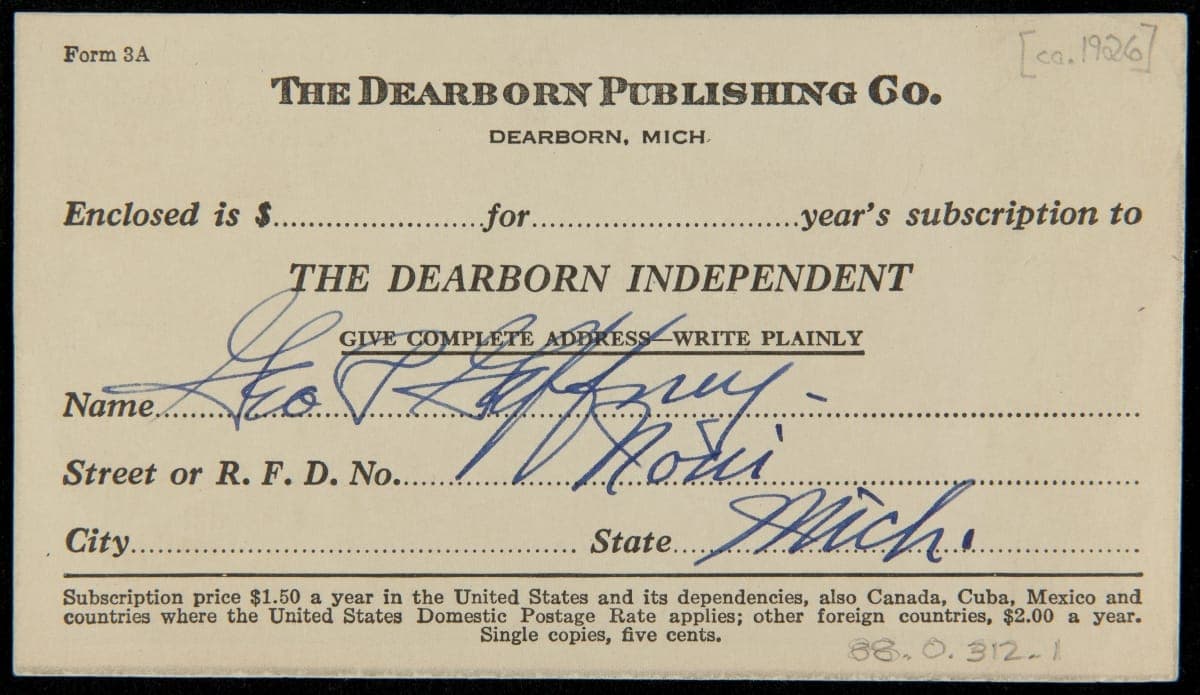 Form 3A
[ca. 1926]
THE DEARBORN PUBLISHING CO.
DEARBORN, MICH.
Enclosed is $........................for..............................year's subscription to
THE DEARBORN INDEPENDENT
GIVE COMPLETE ADDRESS—WRITE PLAINLY
Name Geo P Gaffney -
Street or R. F. D. No. Novi
City.................................................. State Mich.
Subscription price $1.50 a year in the United States and its dependencies, also Canada, Cuba, Mexico and
countries where the United States Domestic Postage Rate applies; other foreign countries, $2.00 a year.
Single copies, five cents.
88.0.312.1